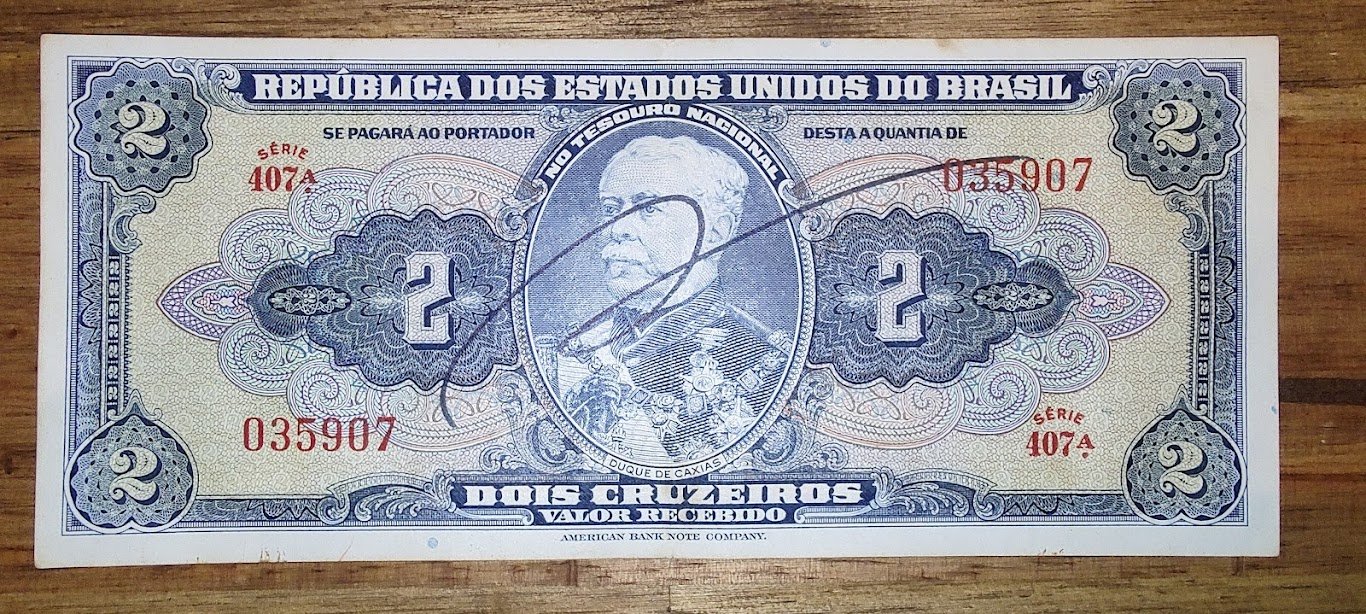 REPÚBLICA DOS ESTADOS UNIDOS DO BRASIL
2
2
SE PAGARÁ AO PORTADOR
NO TESOURO NACIONAL
DESTA A QUANTIA DE
SÉRIE
407A.
035907
2
2
035907
SÉRIE
407A.
DUQUE DE CAXIAS
2
2
DOIS CRUZEIROS
VALOR RECEBIDO
AMERICAN BANK NOTE COMPANY.